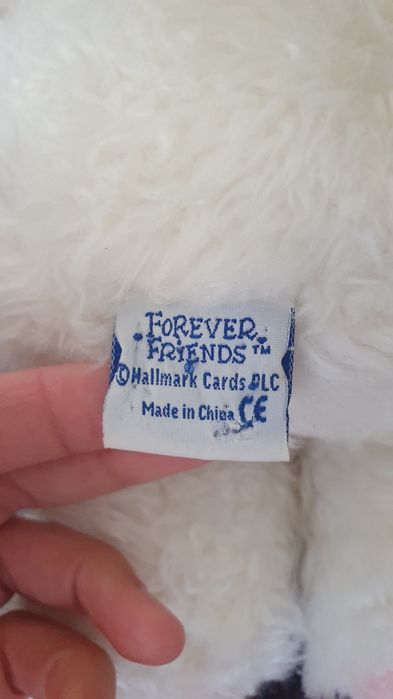 FOREVER
FRiENDS™
©Hallmark Cards PLC
Made in China CE